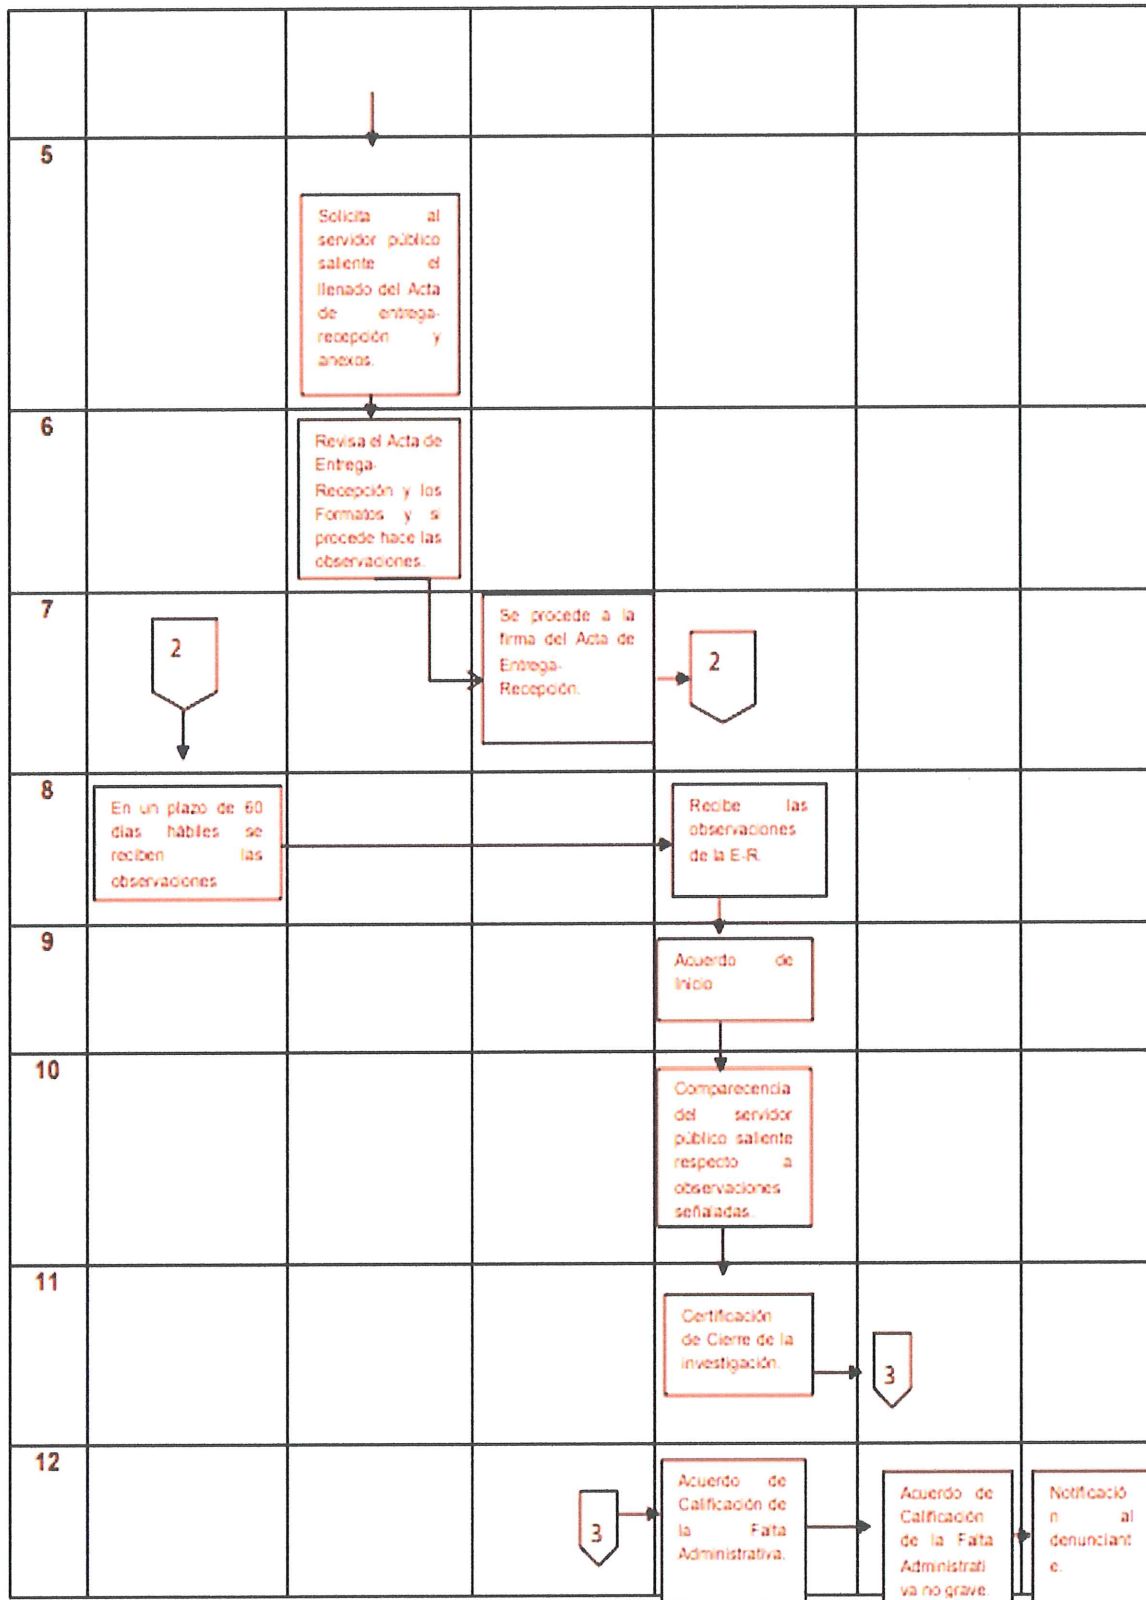 5
Solicita al
servidor público
saliente el
llenado del Acta
de entrega-
recepción y
anexos.
6
Revisa el Acta de
Entrega-
Recepción y los
Formatos y si
procede hace las
observaciones.
7
2
Se procede a la
firma del Acta de
Entrega-
Recepción.
2
8
En un plazo de 60
días hábiles se
reciben las
observaciones
Recibe las
observaciones
de la E-R.
9
Acuerdo de
Inicio
10
Comparecencia
del servidor
público saliente
respecto a
observaciones
señaladas.
11
Certificación
de Cierre de la
investigación.
3
12
3
Acuerdo de
Calificación de
la Falta
Administrativa.
Acuerdo de
Calificación
de la Falta
Administrati
va no grave.
Notificació
n al
denunciant
e.